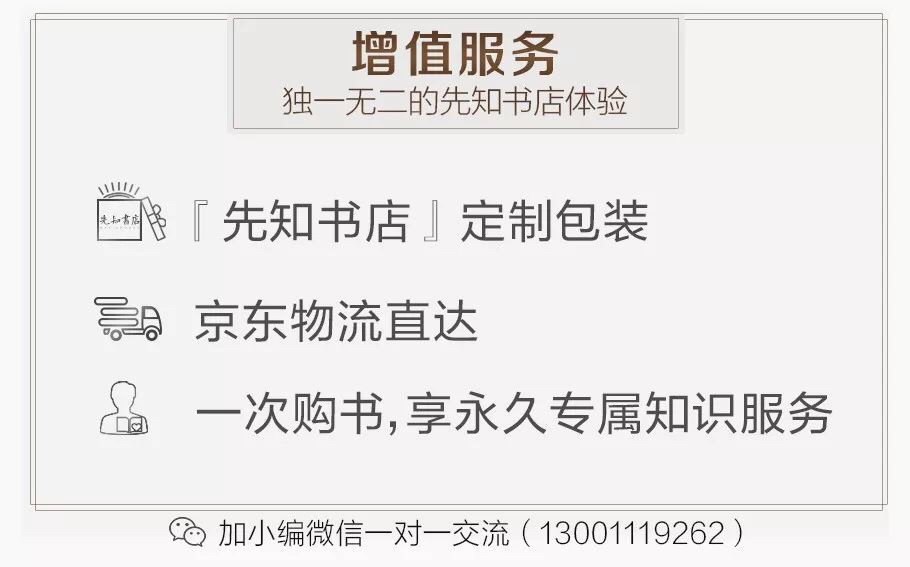 增值服务
独一无二的先知书店体验
先知書店
『先知书店』定制包装
京东物流直达
一次购书,享永久专属知识服务
加小编微信一对一交流(13001119262)